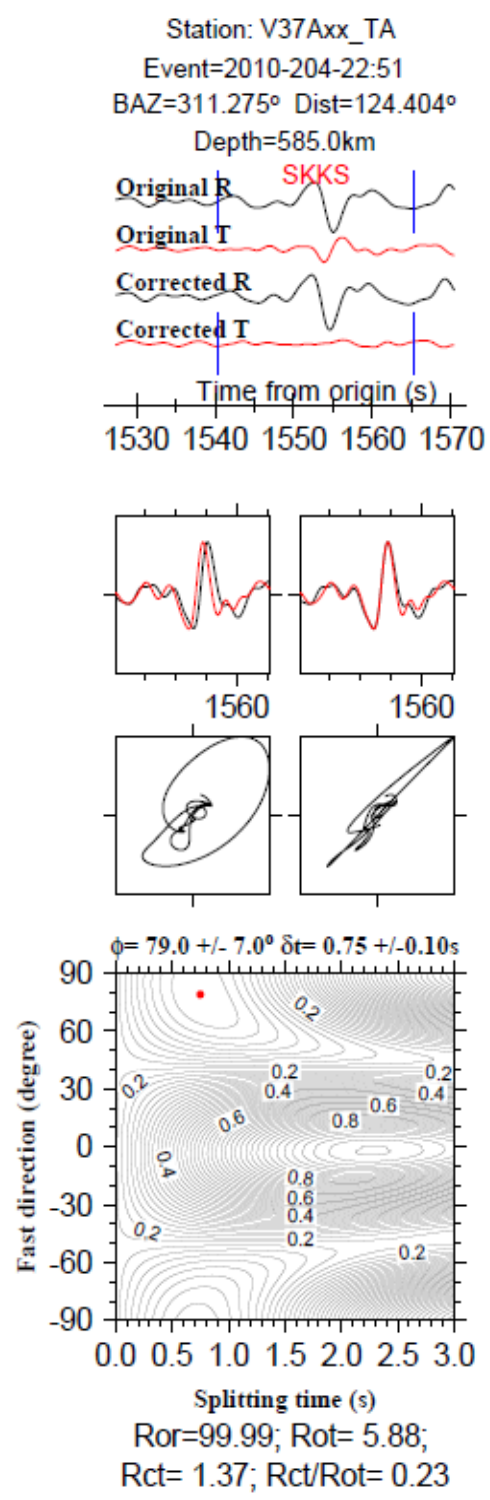 Station: V37Axx_TA
Event=2010-204-22:51
BAZ=311.275º Dist=124.404º
Depth=585.0km
SKKS
Original R
Original T
Corrected R
Corrected T
Time from origin (s)
1530 1540 1550 1560 1570
1560 1560
ϕ= 79.0 +/- 7.0º δt= 0.75 +/-0.10s
Fast direction (degree)
90
60
30
0
-30
-60
-90
0.2
0.2 0.2
0.2 0.4 0.4
0.6 0.6
0.8
0.4
0.8
0.6
0.4
0.2 0.2
0.2
0.0 0.5 1.0 1.5 2.0 2.5 3.0
Splitting time (s)
Ror=99.99; Rot= 5.88;
Rct= 1.37; Rct/Rot= 0.23